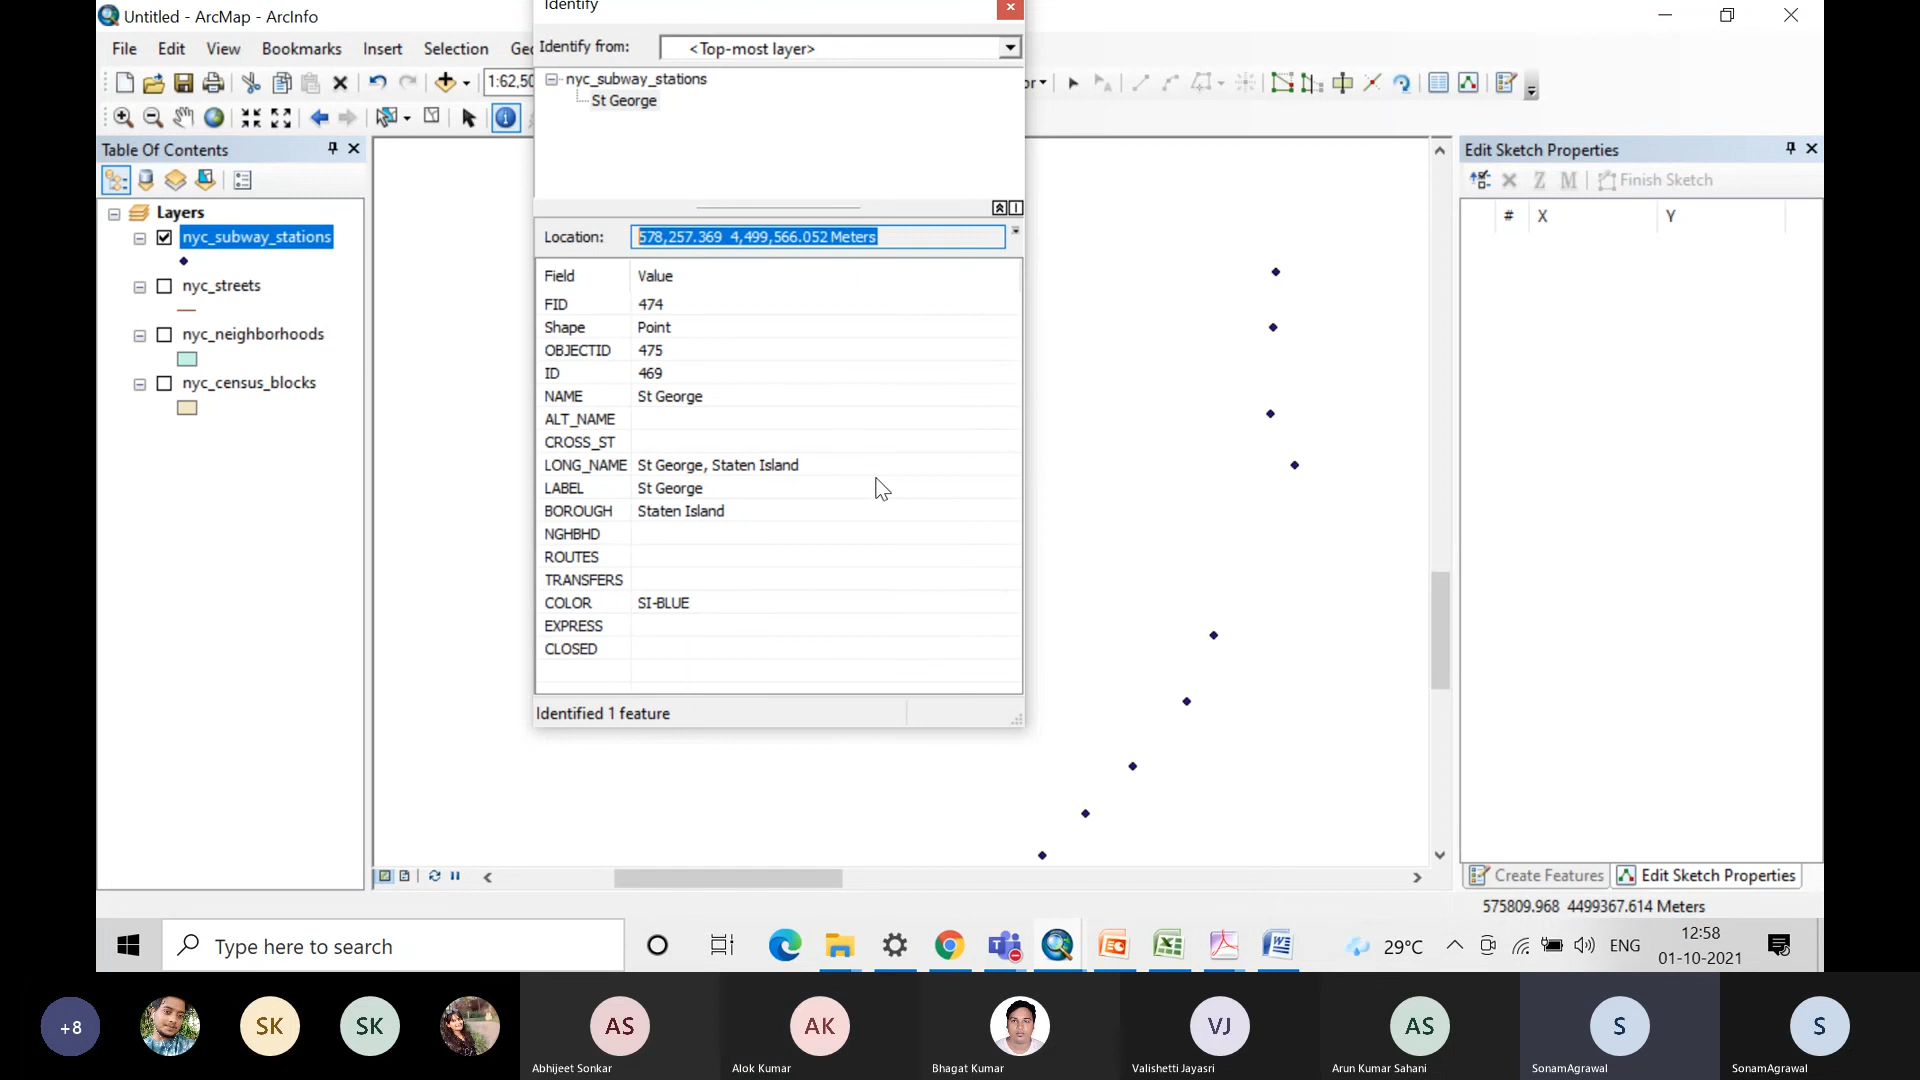 Untitled - ArcMap - ArcInfo
Identify
File Edit View Bookmarks Insert Selection Geo
Identify from: <Top-most layer>
nyc_subway_stations
St George
1:62,50
or
Table Of Contents
Edit Sketch Properties
Finish Sketch
Layers
nyc_subway_stations
nyc_streets
nyc_neighborhoods
nyc_census_blocks
# X Y
Location: 578,257.369 4,499,566.052 Meters
Field Value
FID 474
Shape Point
OBJECTID 475
ID 469
NAME St George
ALT_NAME
CROSS_ST
LONG_NAME St George, Staten Island
LABEL St George
BOROUGH Staten Island
NGHBHD
ROUTES
TRANSFERS
COLOR SI-BLUE
EXPRESS
CLOSED
Identified 1 feature
Create Features Edit Sketch Properties
575809.968 4499367.614 Meters
Type here to search
29°C
ENG
12:58
01-10-2021
+8
SK
SK
AS
AK
VJ
AS
S
S
Abhijeet Sonkar
Alok Kumar
Bhagat Kumar
Valishetti Jayasri
Arun Kumar Sahani
SonamAgrawal
SonamAgrawal